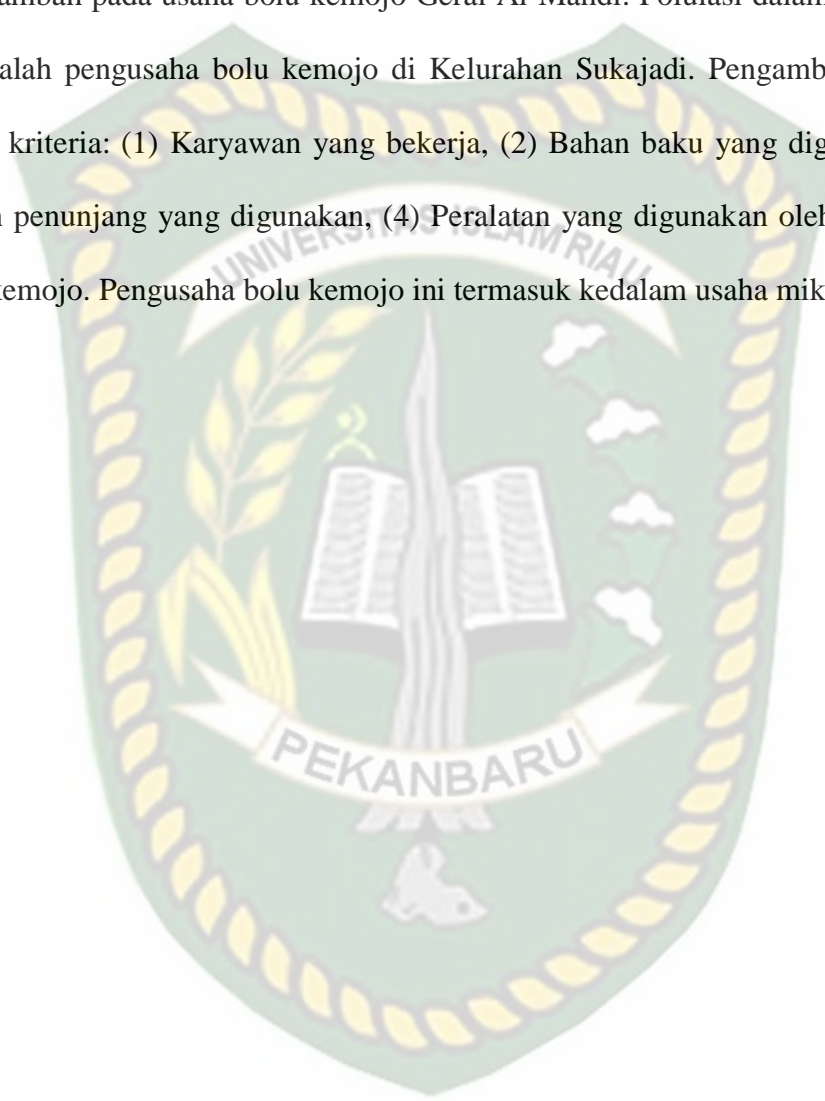 pada usaha bolu kemojo Gerai Al-Mahdi. Populasi dalam
alah pengusaha bolu kemojo di Kelurahan Sukajadi. Pengamb
kriteria: (1) Karyawan yang bekerja, (2) Bahan baku yang dig
penunjang yang digunakan, (4) Peralatan yang digunakan oleh
kemojo. Pengusaha bolu kemojo ini termasuk kedalam usaha mik
UNIVERSITAS ISLAM RIAU
PEKANBARU